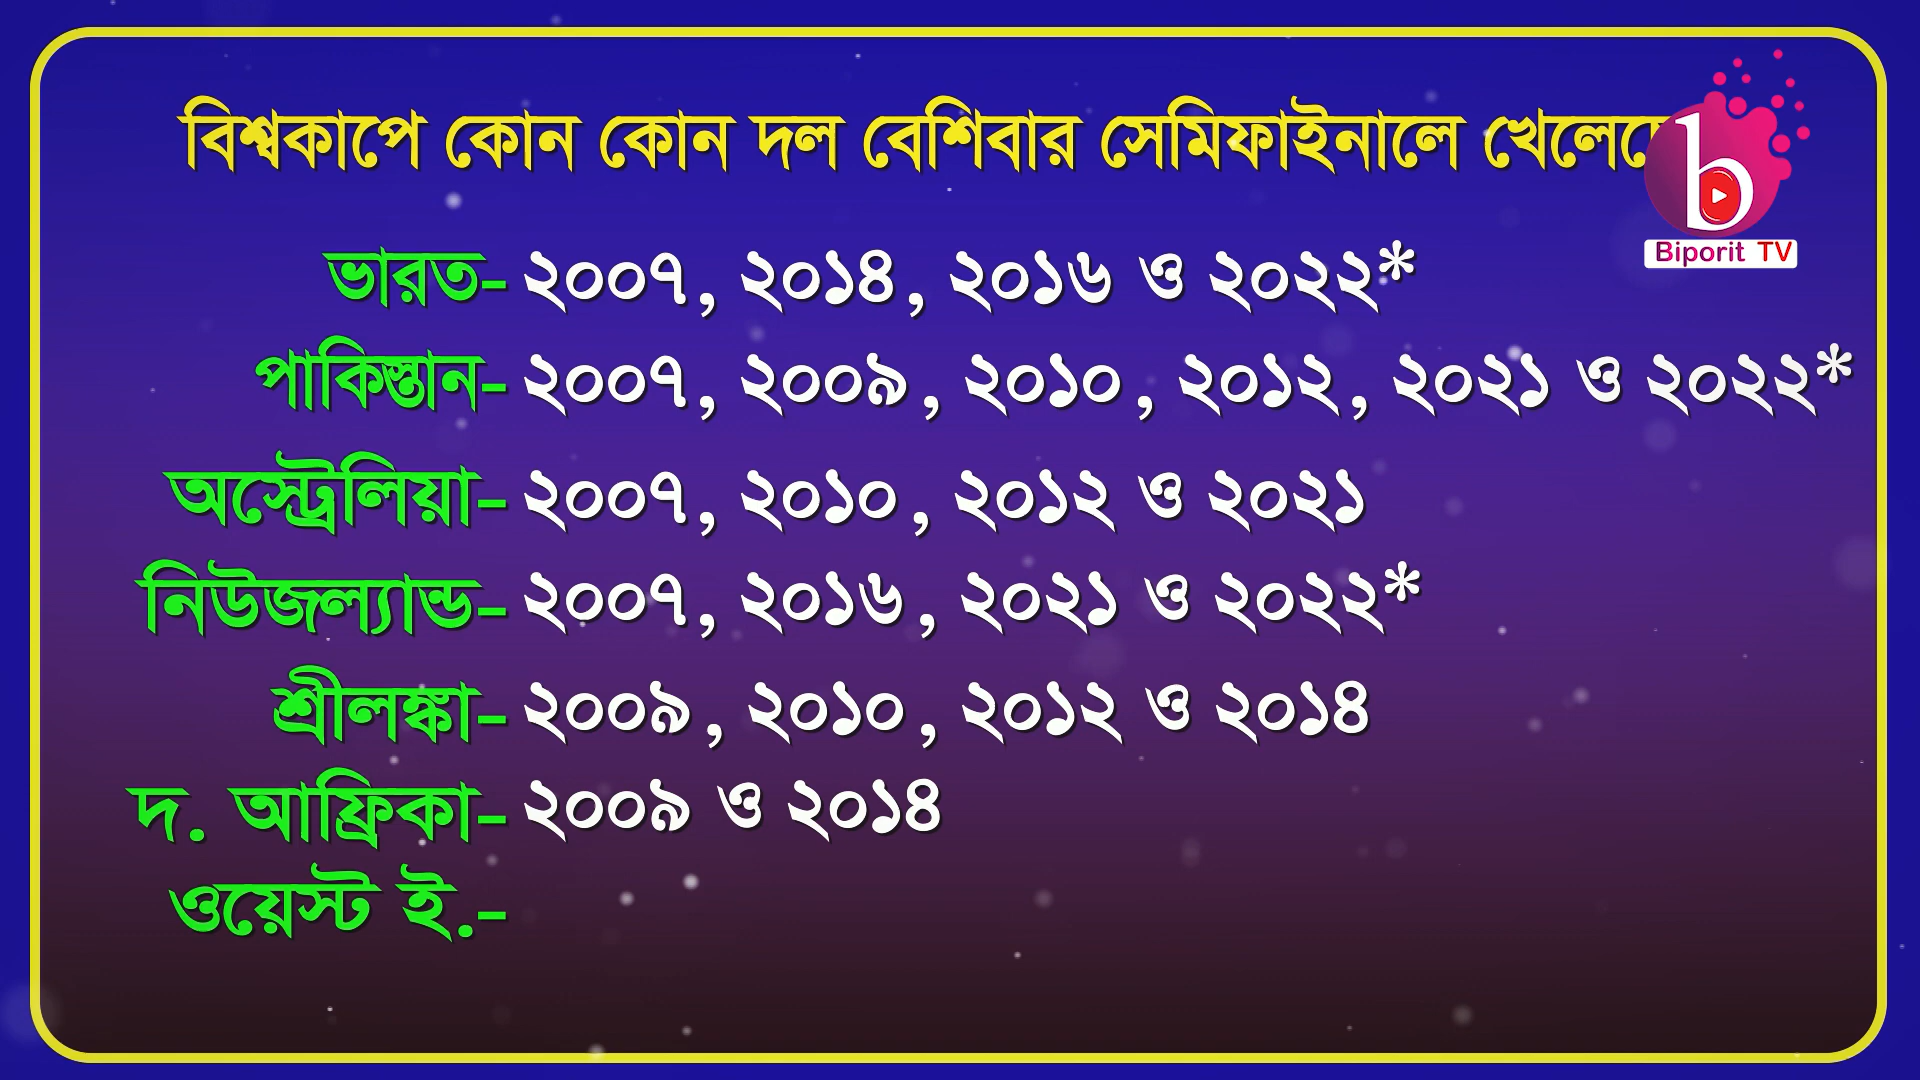 বিশ্বকাপে কোন কোন দল বেশিবার সেমিফাইনালে
Biporit TV
ভারত- ২০০৭, ২০১৪, ২০১৬ ও ২০২২*
পাকিস্তান- ২০০৭, ২০০৯, ২০১০, ২০১২, ২০২১ ও ২০২২*
অস্ট্রেলিয়া- ২০০৭, ২০১০, ২০১২ ও ২০২১
নিউজল্যান্ড- ২০০৭, ২০১৬, ২০২১ ও ২০২২*
শ্রীলঙ্কা- ২০০৯, ২০১০, ২০১২ ও ২০১৪
দ. আফ্রিকা- ২০০৯ ও ২০১৪
ওয়েস্ট ই.-